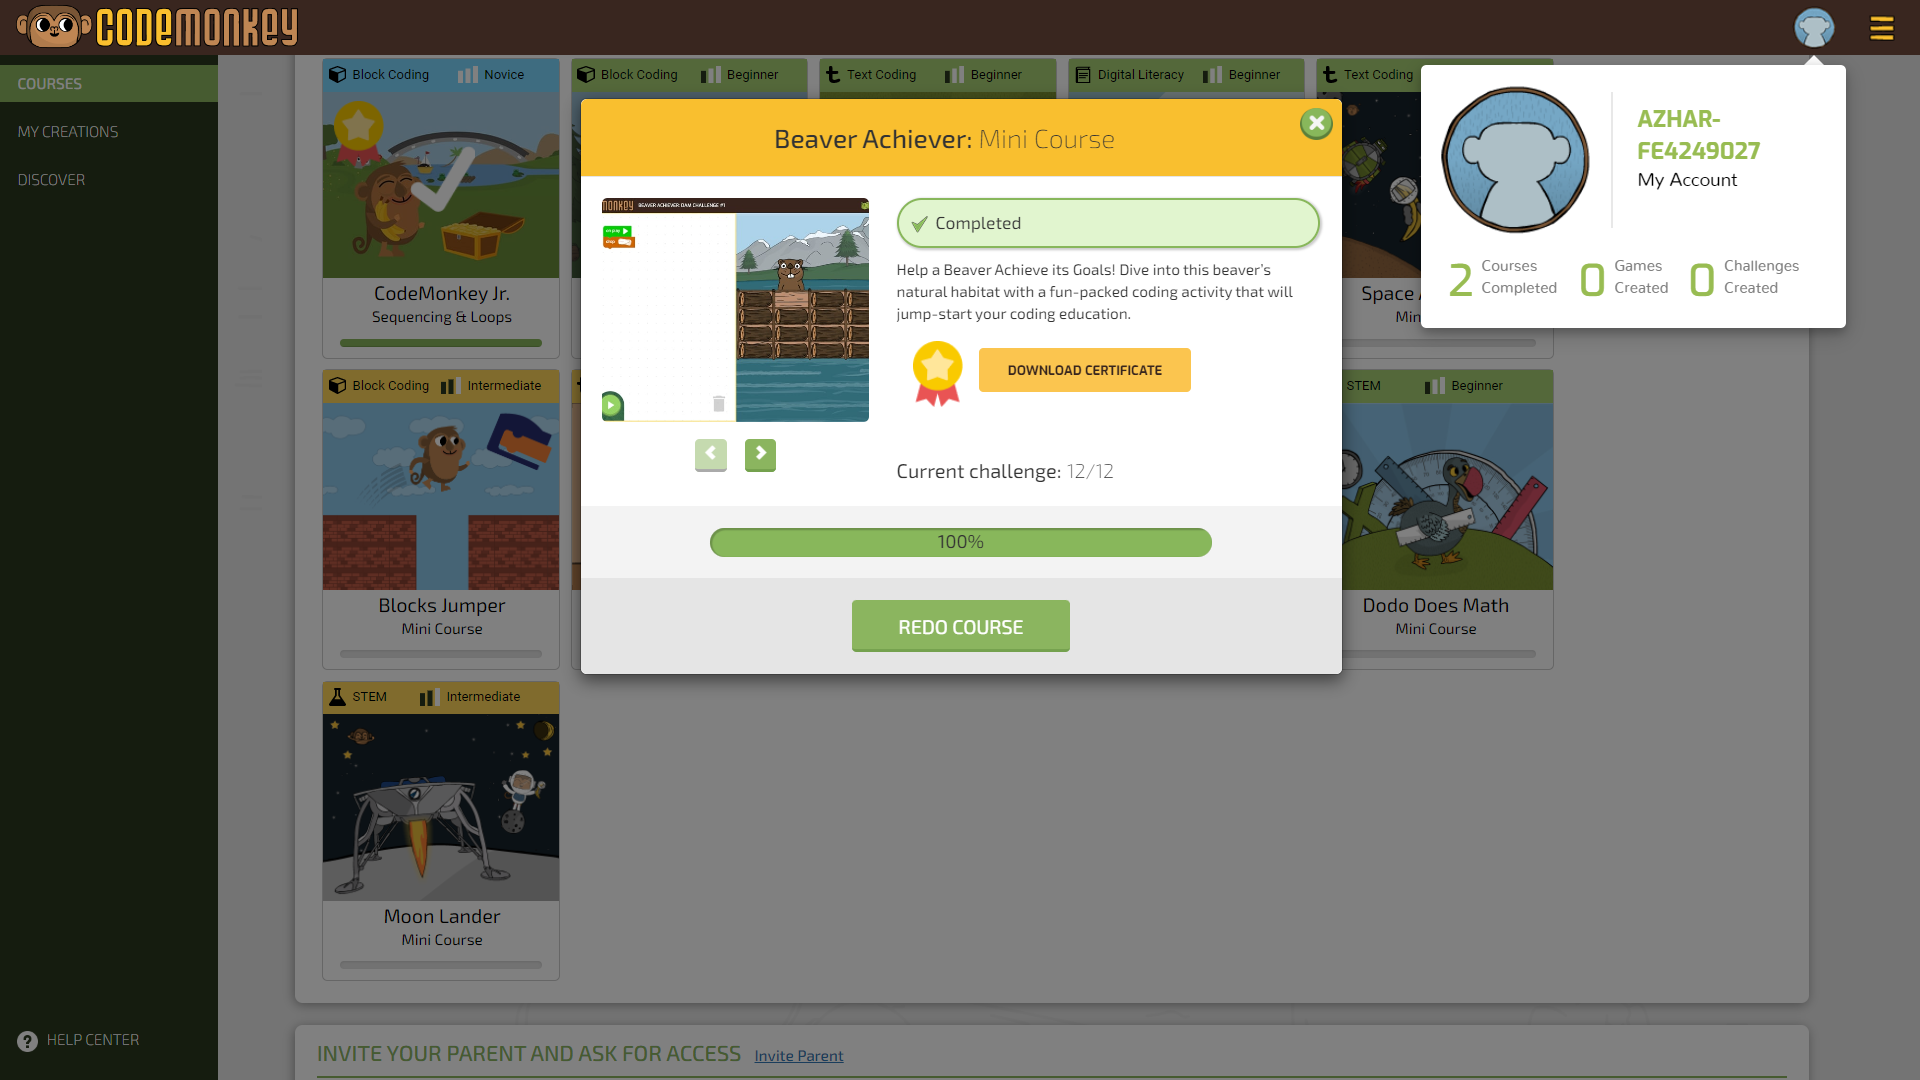 CODEMONKEY
COURSES
MY CREATIONS
DISCOVER
HELP CENTER
Block Coding Novice
Block Coding Beginner
Text Coding Beginner
Digital Literacy Beginner
Text Coding
CodeMonkey Jr.
Sequencing & Loops
Space
Block Coding Intermediate
STEM Beginner
Blocks Jumper
Mini Course
Dodo Does Math
Mini Course
STEM Intermediate
Moon Lander
Mini Course
Beaver Achiever: Mini Course
MONKEY BEAVER ACHIEVER: DAM CHALLENGE #1
Completed
Help a Beaver Achieve its Goals! Dive into this beaver's
natural habitat with a fun-packed coding activity that will
jump-start your coding education.
DOWNLOAD CERTIFICATE
Current challenge: 12/12
100%
REDO COURSE
AZHAR-
FE4249027
My Account
2 Courses Completed
0 Games Created
0 Challenges Created
INVITE YOUR PARENT AND ASK FOR ACCESS Invite Parent